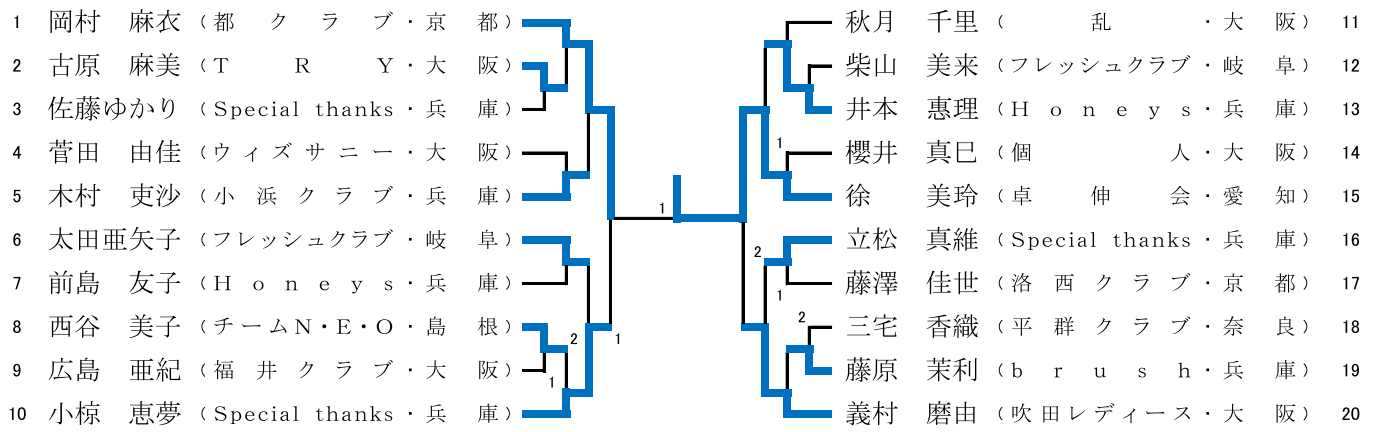 1 岡村 麻衣 (都クラブ・京都)
2 古原 麻美 (TRY・大阪)
3 佐藤ゆかり (Special thanks・兵庫)
4 菅田 由佳 (ウィズサニー・大阪)
5 木村 吏沙 (小浜クラブ・兵庫)
6 太田亜矢子 (フレッシュクラブ・岐阜)
7 前島 友子 (Honeys・兵庫)
8 西谷 美子 (チームN・E・O・島根)
9 広島 亜紀 (福井クラブ・大阪)
10 小椋 恵夢 (Special thanks・兵庫)
1
2
1
1
秋月 千里 (乱・大阪) 11
柴山 美来 (フレッシュクラブ・岐阜) 12
井本 惠理 (Honeys・兵庫) 13
櫻井 真巳 (個人・大阪) 14
徐 美玲 (卓伸会・愛知) 15
立松 真維 (Special thanks・兵庫) 16
藤澤 佳世 (洛西クラブ・京都) 17
三宅 香織 (平群クラブ・奈良) 18
藤原 茉利 (brush・兵庫) 19
義村 磨由 (吹田レディース・大阪) 20
1
2
1
2